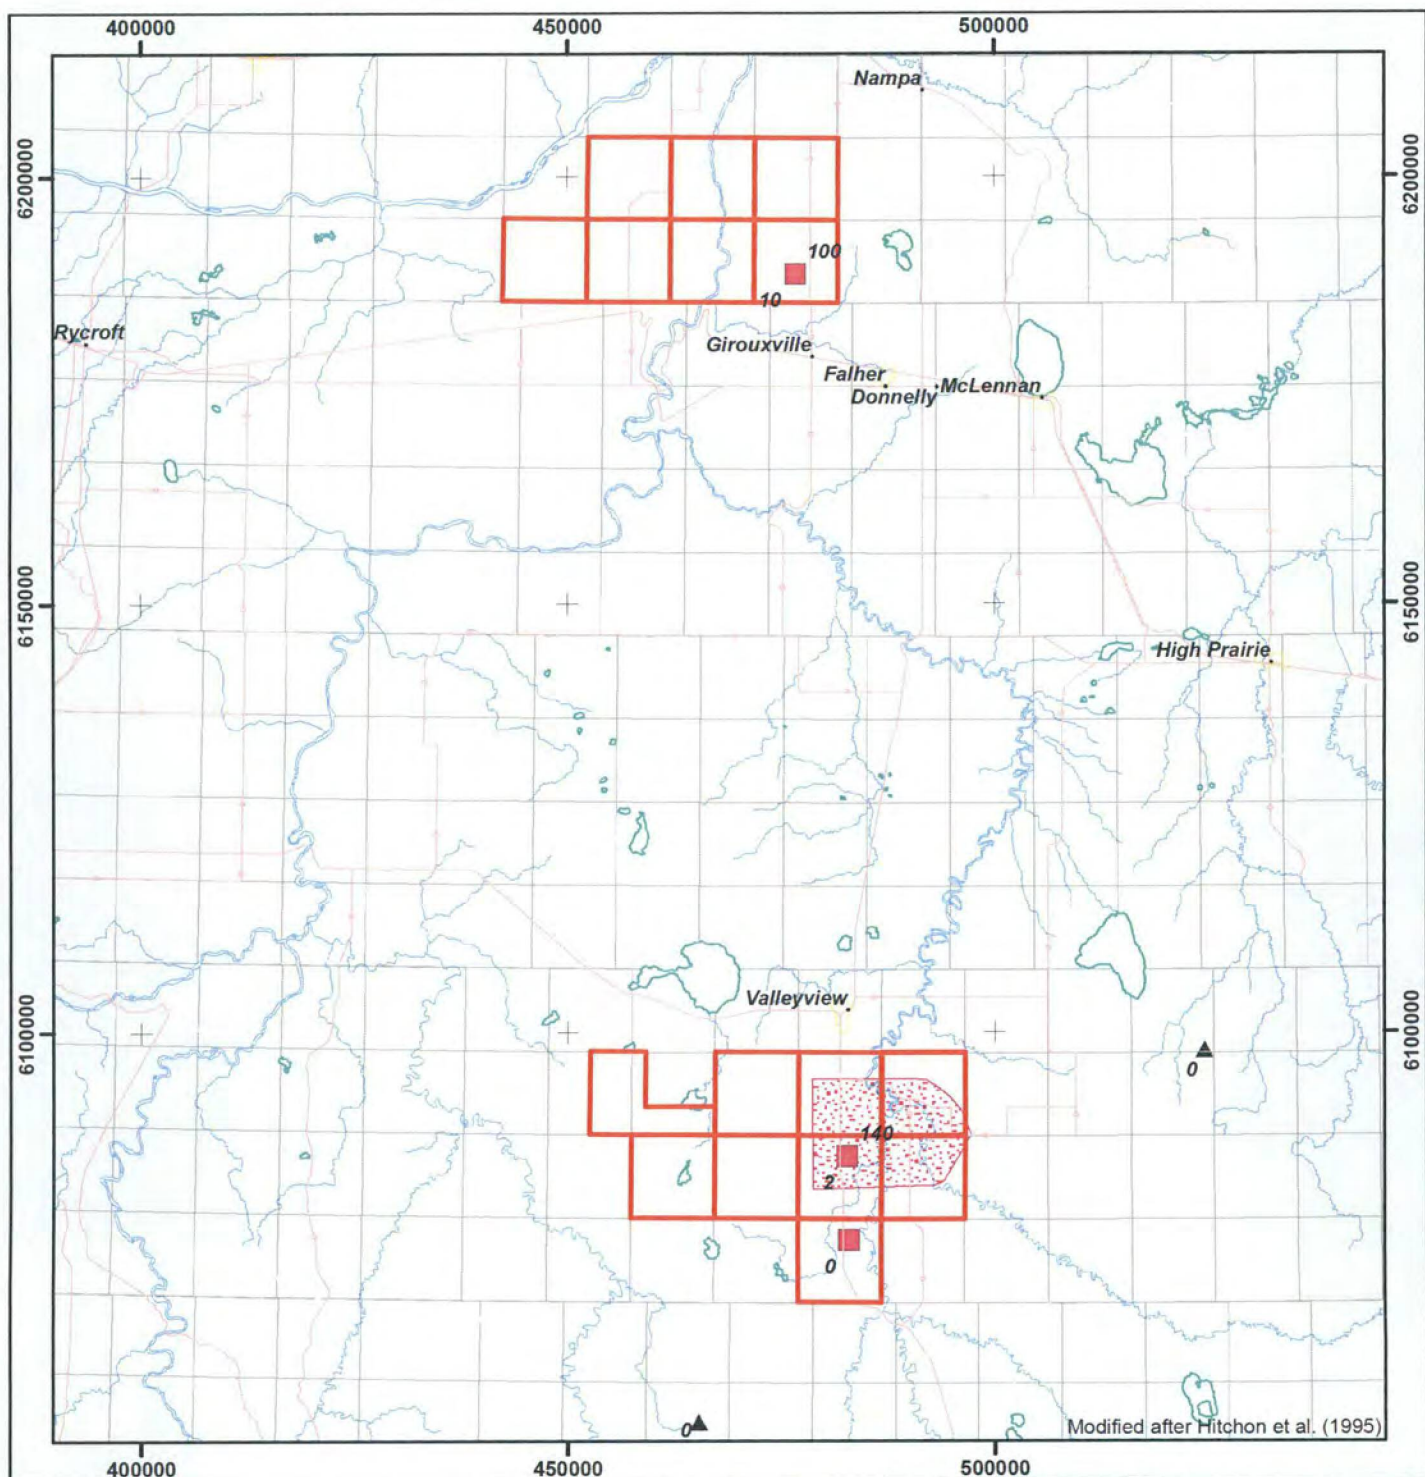 400000
450000
500000
Nampa
6200000
6200000
100
10
Rycroft
Girouxville
Falher
Donnelly
McLennan
6150000
6150000
High Prairie
Valleyview
6100000
6100000
0
140
2
0
0
Modified after Hitchon et al. (1995)
400000
450000
500000